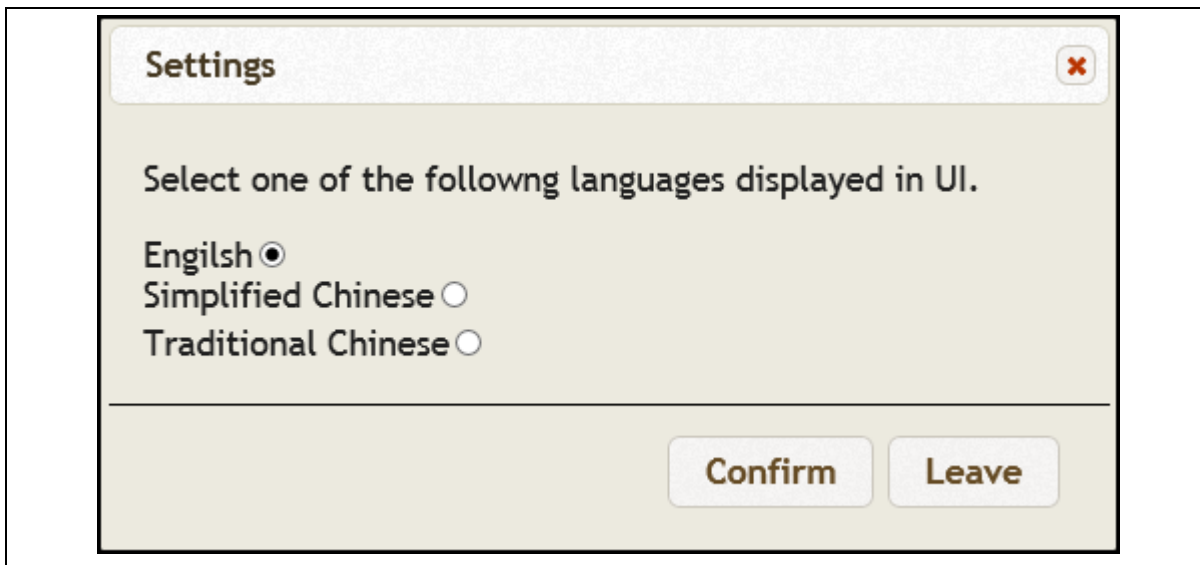 Settings
Select one of the followng languages displayed in UI.
Engilsh
Simplified Chinese
Traditional Chinese
Confirm Leave